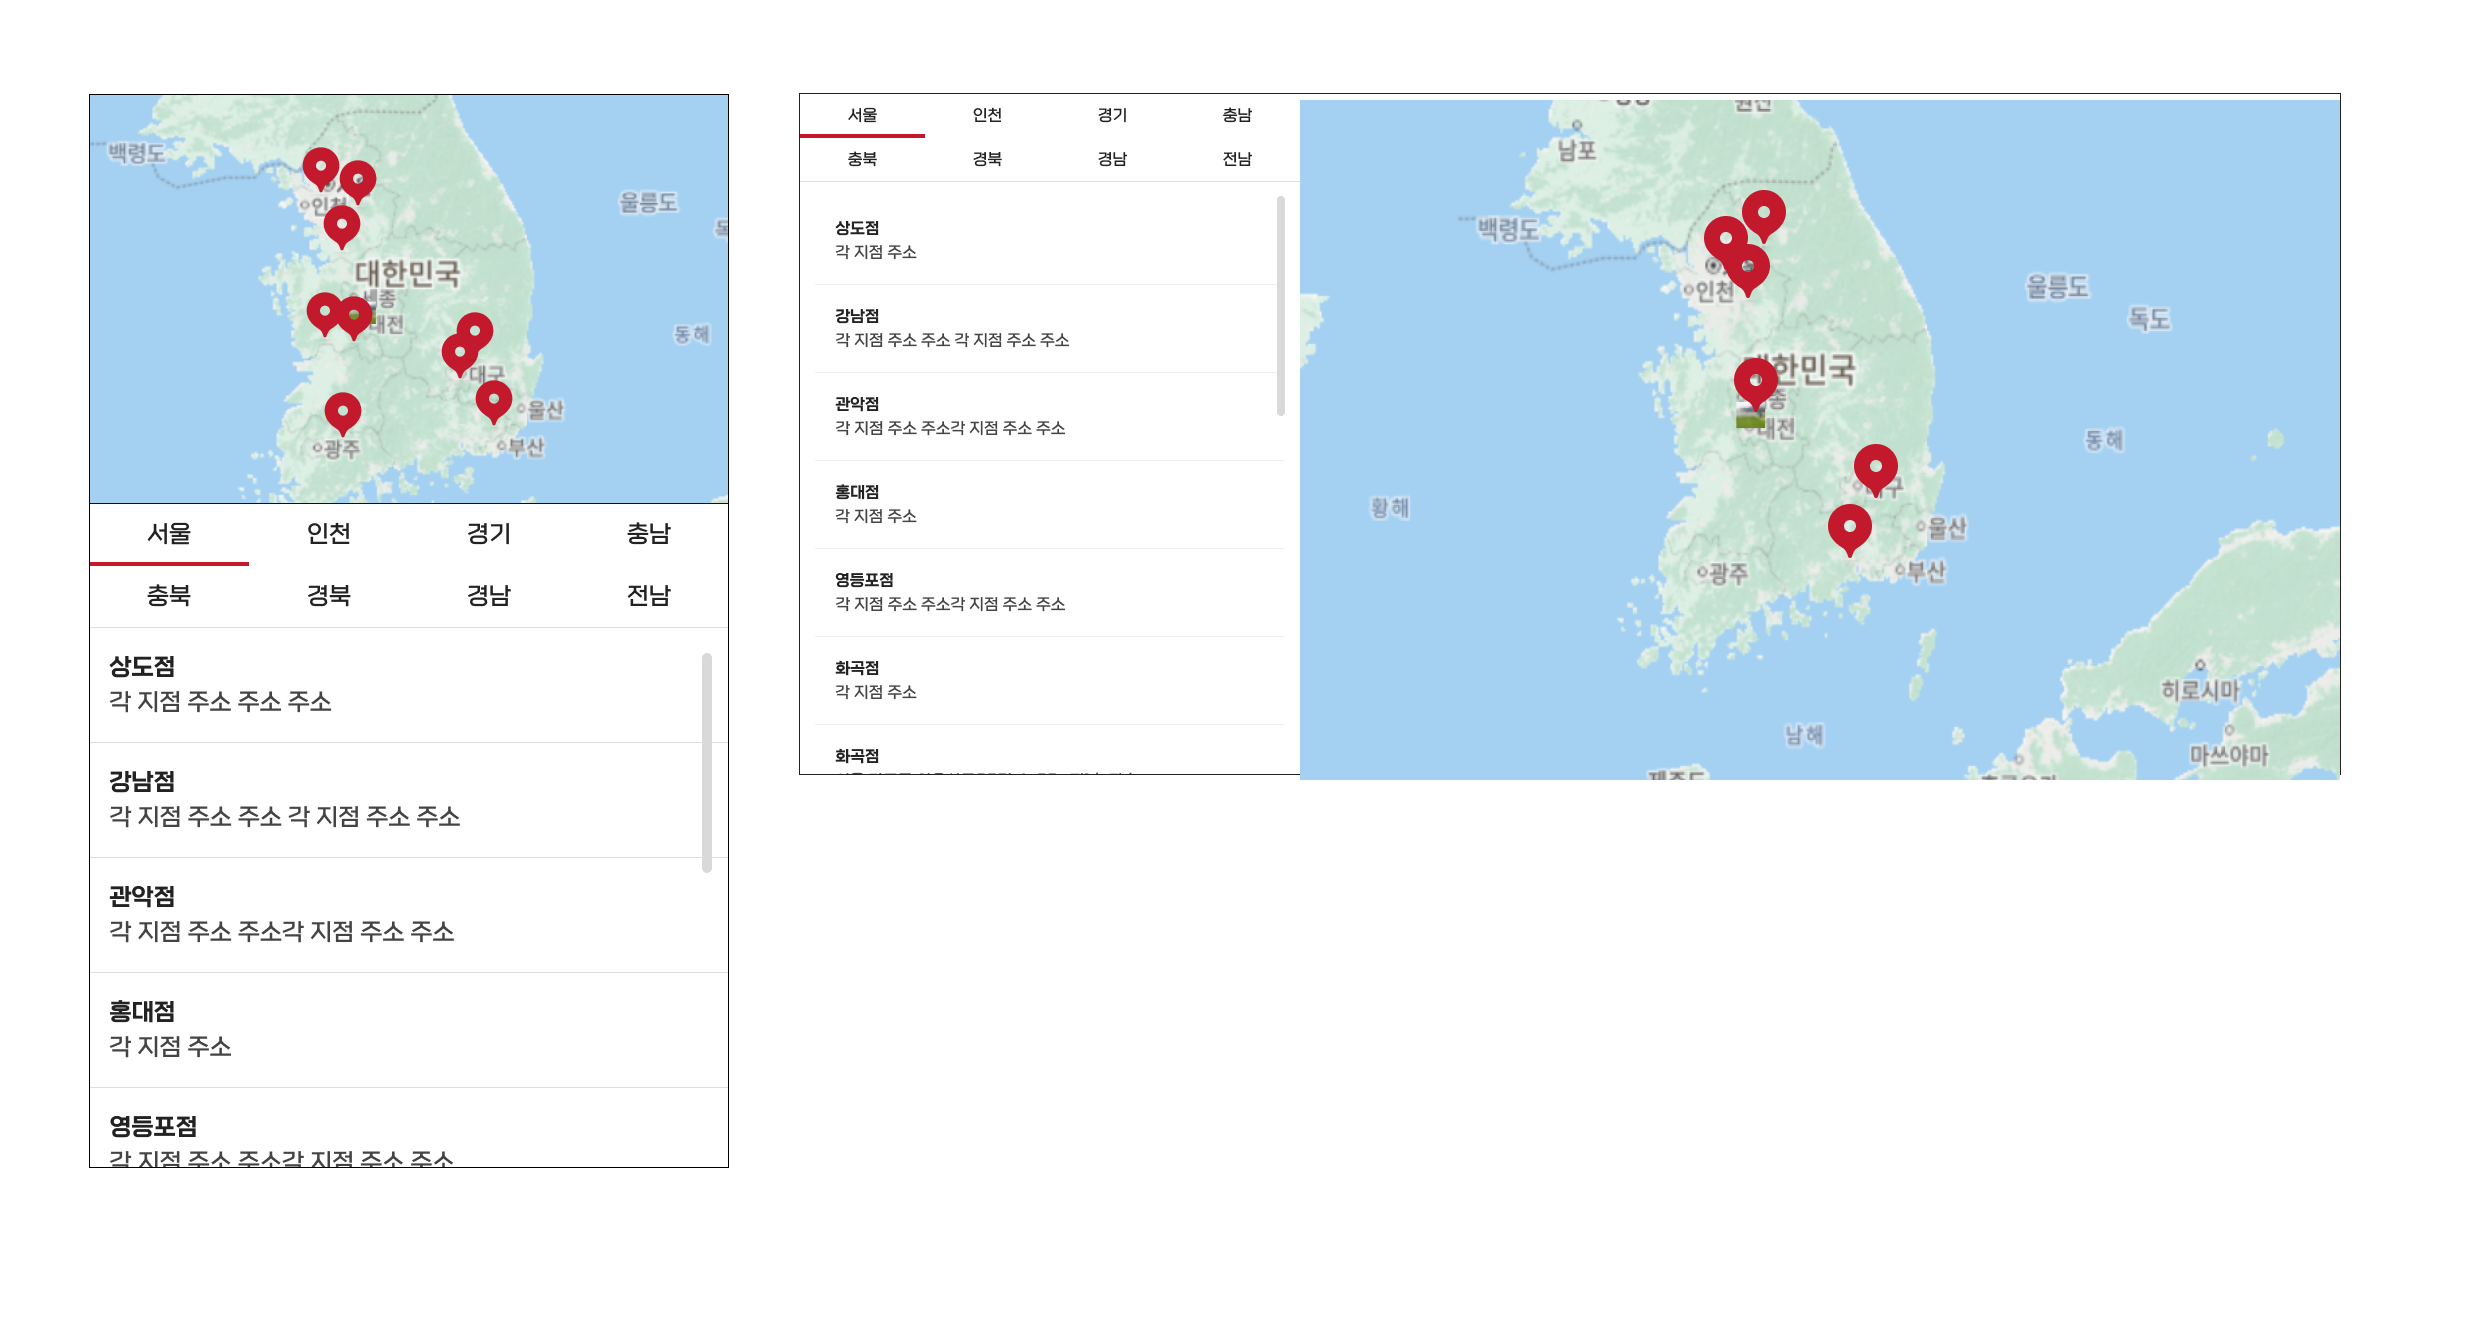 백령도
인천
울릉도
대한민국
세종
대전
동해
대구
울산
광주
부산
서울 인천 경기 충남
충북 경북 경남 전남
상도점
각 지점 주소 주소 주소
강남점
각 지점 주소 주소 각 지점 주소 주소
관악점
각 지점 주소 주소각 지점 주소 주소
홍대점
각 지점 주소
영등포점
각 지점 주소 주소각 지점 주소 주소
서울 인천 경기 충남
충북 경북 경남 전남
상도점
각 지점 주소
강남점
각 지점 주소 주소 각 지점 주소 주소
관악점
각 지점 주소 주소각 지점 주소 주소
홍대점
각 지점 주소
영등포점
각 지점 주소 주소각 지점 주소 주소
화곡점
각 지점 주소
화곡점
원산
남포
백령도
인천
울릉도
독도
한민국
대전
동해
황해
울산
광주
부산
히로시마
남해
마쓰야마
제주도